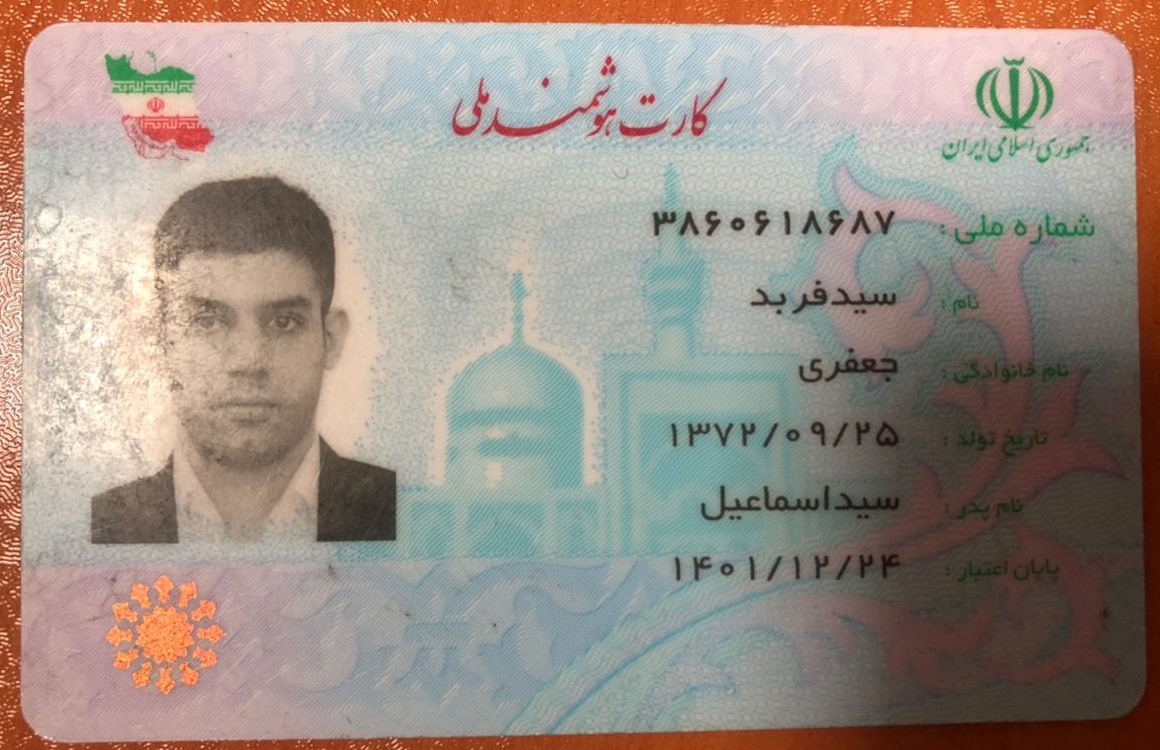 کارت هوشمند ملی
جمهوری اسلامی ایران
شماره ملی : ۳۸۶۰۶۱۸۶۸۷
نام : سیدفربد
نام خانوادگی : جعفری
تاریخ تولد : ۱۳۷۲/۰۹/۲۵
نام پدر : سیداسماعیل
پایان اعتبار : ۱۴۰۱/۱۲/۲۴